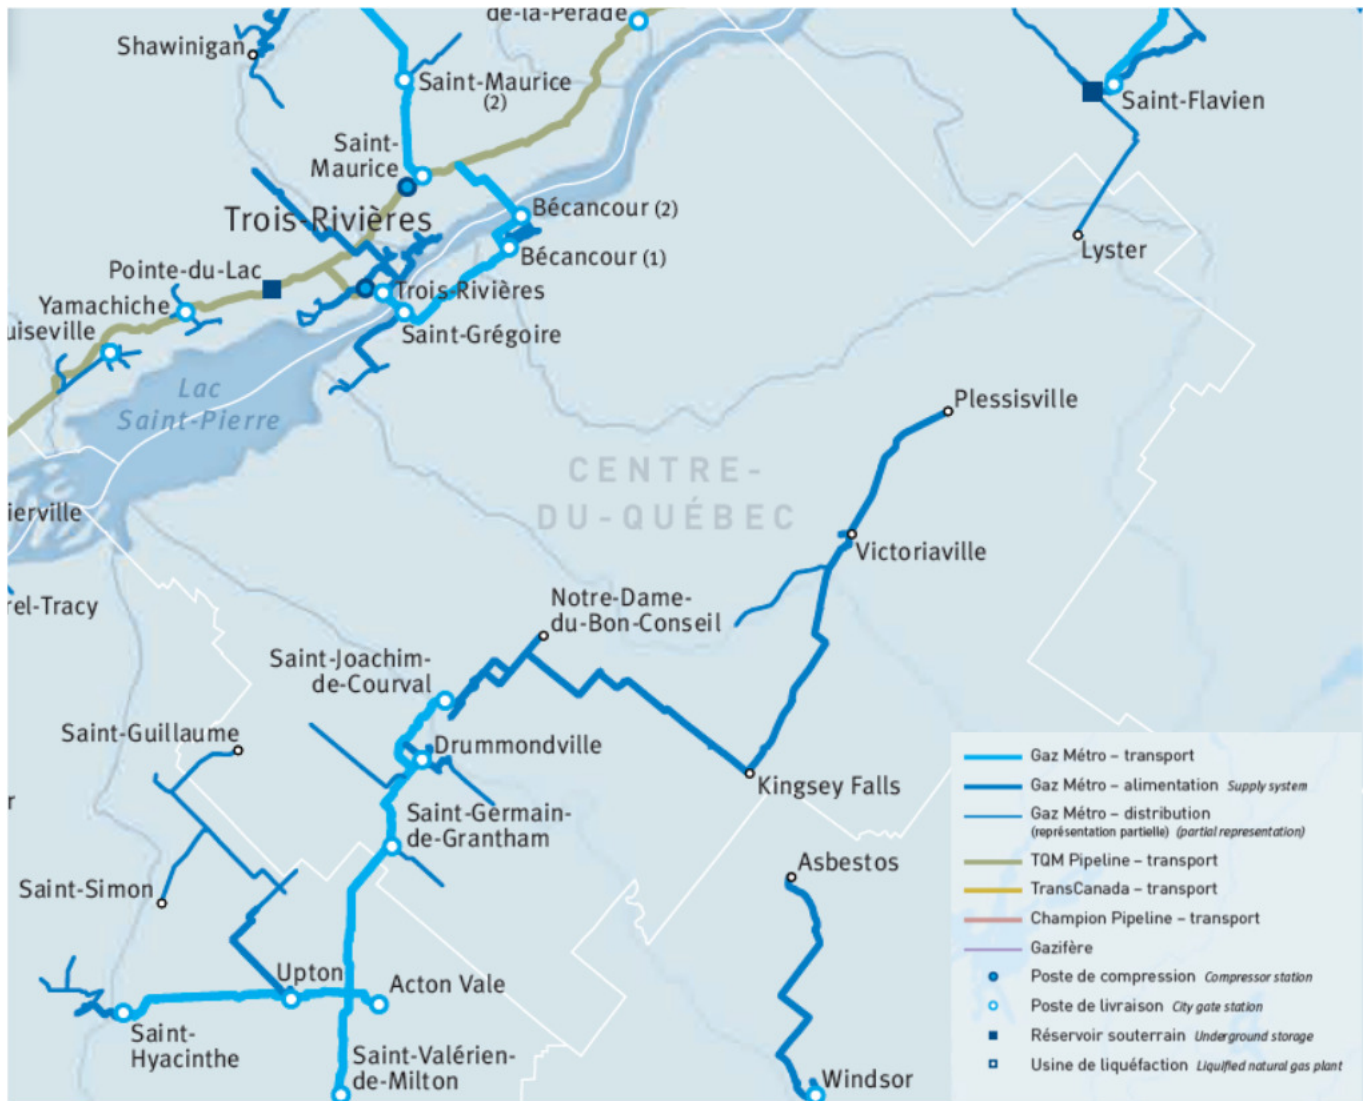 de-la-Pérade
Shawinigan
Saint-Maurice
(2)
Saint-Flavien
Saint-
Maurice
Trois-Rivières
Bécancour (2)
Lyster
Bécancour (1)
Pointe-du-Lac
Trois-Rivières
Yamachiche
Saint-Grégoire
uiseville
Lac
Saint-Pierre
Plessisville
CENTRE-
DU-QUÉBEC
ierville
Victoriaville
rel-Tracy
Notre-Dame-
du-Bon-Conseil
Saint-Joachim-
de-Courval
Saint-Guillaume
Drummondville
Kingsey Falls
r
Saint-Germain-
de-Grantham
Asbestos
Saint-Simon
Upton
Acton Vale
Saint-
Hyacinthe
Saint-Valérien-
de-Milton
Windsor
Gaz Métro – transport
Gaz Métro – alimentation Supply system
Gaz Métro – distribution
(représentation partielle) (partial representation)
TQM Pipeline – transport
TransCanada – transport
Champion Pipeline – transport
Gazifère
Poste de compression Compressor station
Poste de livraison City gate station
Réservoir souterrain Underground storage
Usine de liquéfaction Liquified natural gas plant